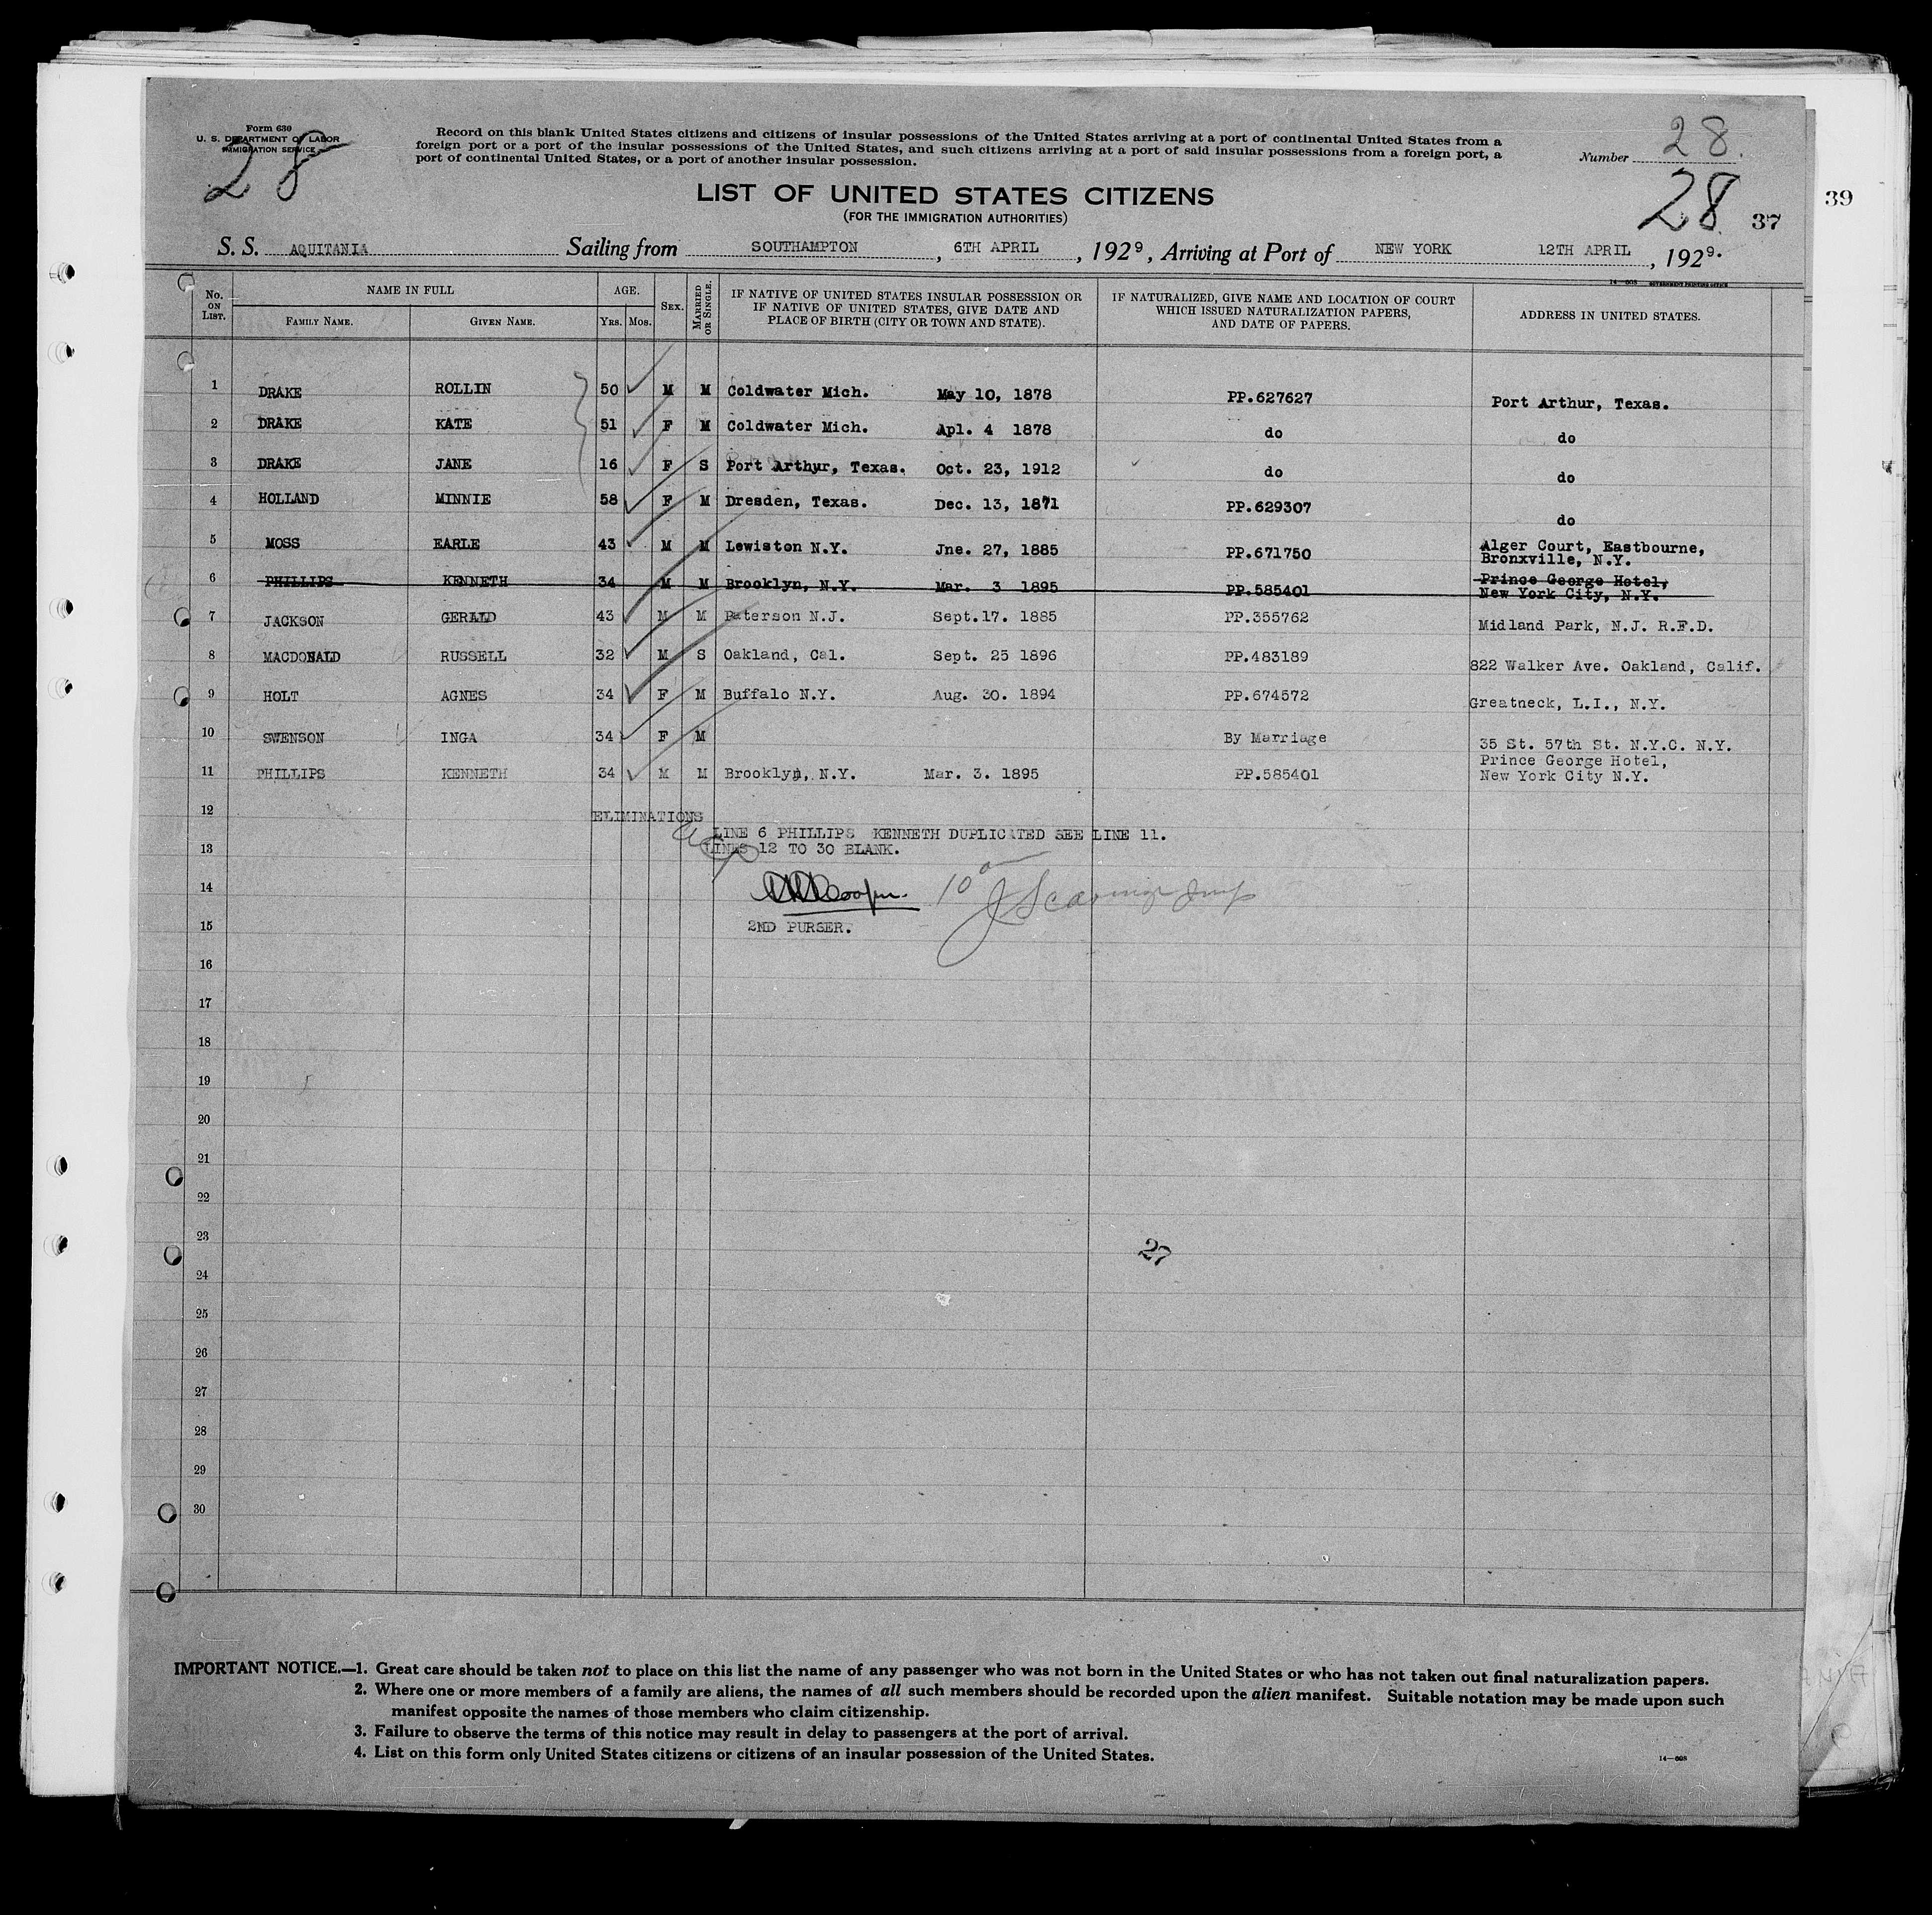 Form 630
U. S. DEPARTMENT OF LABOR
IMMIGRATION SERVICE
28
Record on this blank United States citizens and citizens of insular possessions of the United States arriving at a port of continental United States from a
foreign port or a port of the insular possessions of the United States, and such citizens arriving at a port of said insular possessions from a foreign port, a
port of continental United States, or a port of another insular possession.
Number 28.
28
37
39
LIST OF UNITED STATES CITIZENS
(FOR THE IMMIGRATION AUTHORITIES)
S. S. AQUITANIA Sailing from SOUTHAMPTON, 6TH APRIL, 1929, Arriving at Port of NEW YORK 12TH APRIL, 1929.
14—608 GOVERNMENT PRINTING OFFICE
No. ON LIST. NAME IN FULL AGE. SEX. MARRIED OR SINGLE. IF NATIVE OF UNITED STATES INSULAR POSSESSION OR IF NATIVE OF UNITED STATES, GIVE DATE AND PLACE OF BIRTH (CITY OR TOWN AND STATE). IF NATURALIZED, GIVE NAME AND LOCATION OF COURT WHICH ISSUED NATURALIZATION PAPERS, AND DATE OF PAPERS. ADDRESS IN UNITED STATES.
FAMILY NAME. GIVEN NAME. YRS. MOS.
1 DRAKE ROLLIN 50 M M Coldwater Mich. May 10, 1878 PP.627627 Port Arthur, Texas.
2 DRAKE KATE 51 F M Coldwater Mich. Apl. 4 1878 do do
3 DRAKE JANE 16 F S Port Arthur, Texas. Oct. 23, 1912 do do
4 HOLLAND MINNIE 58 F M Dresden, Texas. Dec. 13, 1871 PP.629307 do
5 MOSS EARLE 43 M M Lewiston N.Y. Jne. 27, 1885 PP.671750 Alger Court, Eastbourne,
Bronxville, N.Y.
6 PHILLIPS KENNETH 34 M M Brooklyn, N.Y. Mar. 3 1895 PP.585401 Prince George Hotel,
New York City, N.Y.
7 JACKSON GERALD 43 M M Paterson N.J. Sept.17. 1885 PP.355762 Midland Park, N.J. R.F.D.
8 MACDONALD RUSSELL 32 M S Oakland, Cal. Sept. 25 1896 PP.483189 822 Walker Ave. Oakland, Calif.
9 HOLT AGNES 34 F M Buffalo N.Y. Aug. 30. 1894 PP.674572 Greatneck, L.I., N.Y.
10 SWENSON INGA 34 F M By Marriage 35 St. 57th St. N.Y.C. N.Y.
11 PHILLIPS KENNETH 34 M M Brooklyn, N.Y. Mar. 3. 1895 PP.585401 Prince George Hotel,
New York City N.Y.
12 ELIMINATIONS
LINE 6 PHILLIPS KENNETH DUPLICATED SEE LINE 11.
13 LINES 12 TO 30 BLANK.
14
2ND PURSER.
15
16
17
18
19
20
21
22
23
27
24
25
26
27
28
29
30
IMPORTANT NOTICE.—1. Great care should be taken not to place on this list the name of any passenger who was not born in the United States or who has not taken out final naturalization papers.
2. Where one or more members of a family are aliens, the names of all such members should be recorded upon the alien manifest. Suitable notation may be made upon such
manifest opposite the names of those members who claim citizenship.
3. Failure to observe the terms of this notice may result in delay to passengers at the port of arrival.
4. List on this form only United States citizens or citizens of an insular possession of the United States.
14—608